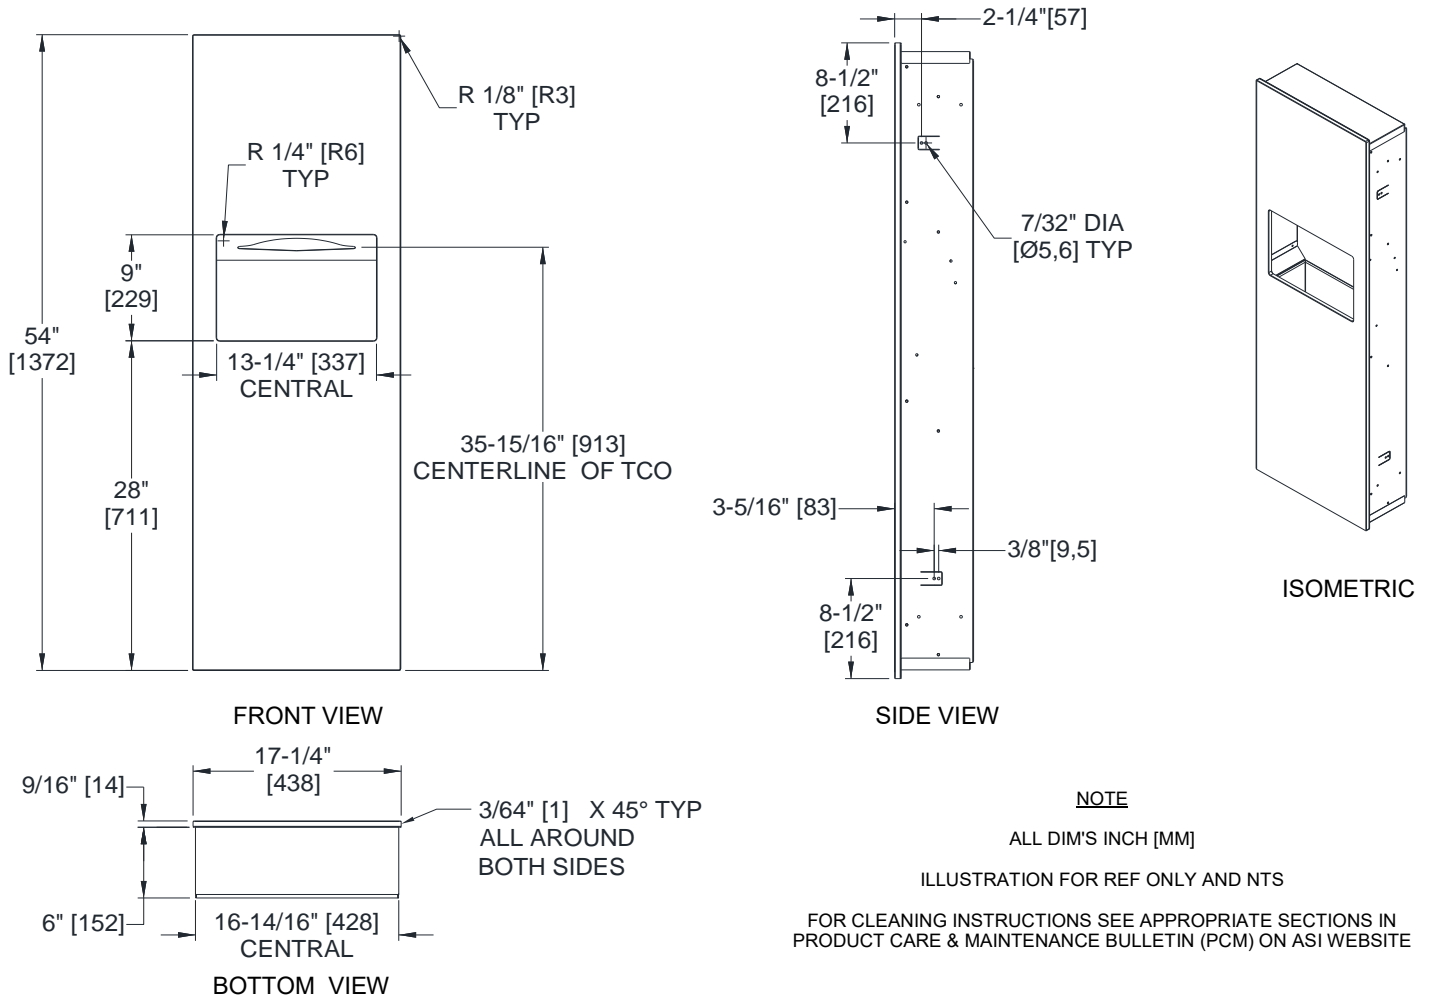 R 1/8" [R3]
TYP
R 1/4" [R6]
TYP
9"
[229]
54"
[1372]
13-1/4" [337]
CENTRAL
35-15/16" [913]
CENTERLINE OF TCO
28"
[711]
FRONT VIEW
2-1/4"[57]
8-1/2"
[216]
7/32" DIA
[Ø5,6] TYP
3-5/16" [83]
3/8"[9,5]
8-1/2"
[216]
SIDE VIEW
ISOMETRIC
17-1/4"
[438]
9/16" [14]
3/64" [1] X 45° TYP
ALL AROUND
BOTH SIDES
6" [152]
16-14/16" [428]
CENTRAL
BOTTOM VIEW
NOTE
ALL DIM'S INCH [MM]
ILLUSTRATION FOR REF ONLY AND NTS
FOR CLEANING INSTRUCTIONS SEE APPROPRIATE SECTIONS IN
PRODUCT CARE & MAINTENANCE BULLETIN (PCM) ON ASI WEBSITE